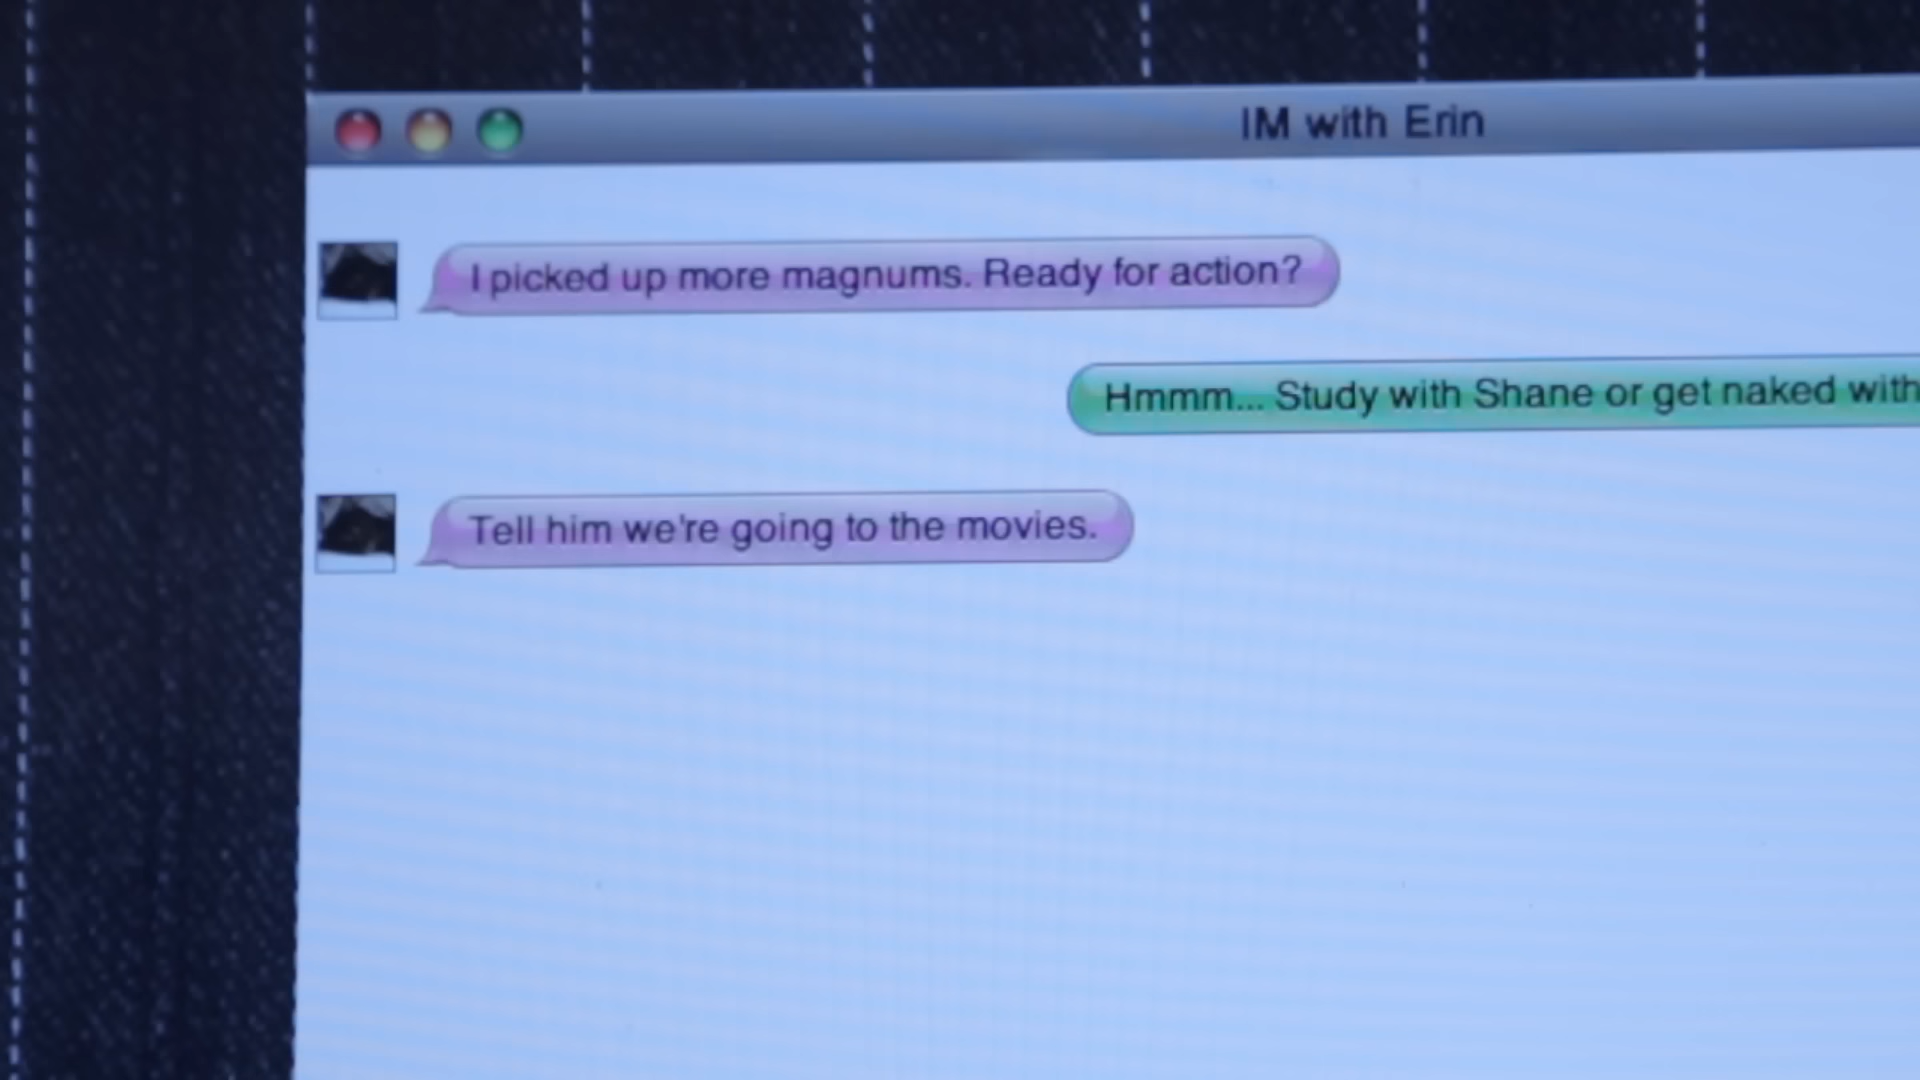 IM with Erin
I picked up more magnums. Ready for action?
Hmmm... Study with Shane or get naked with
Tell him we're going to the movies.